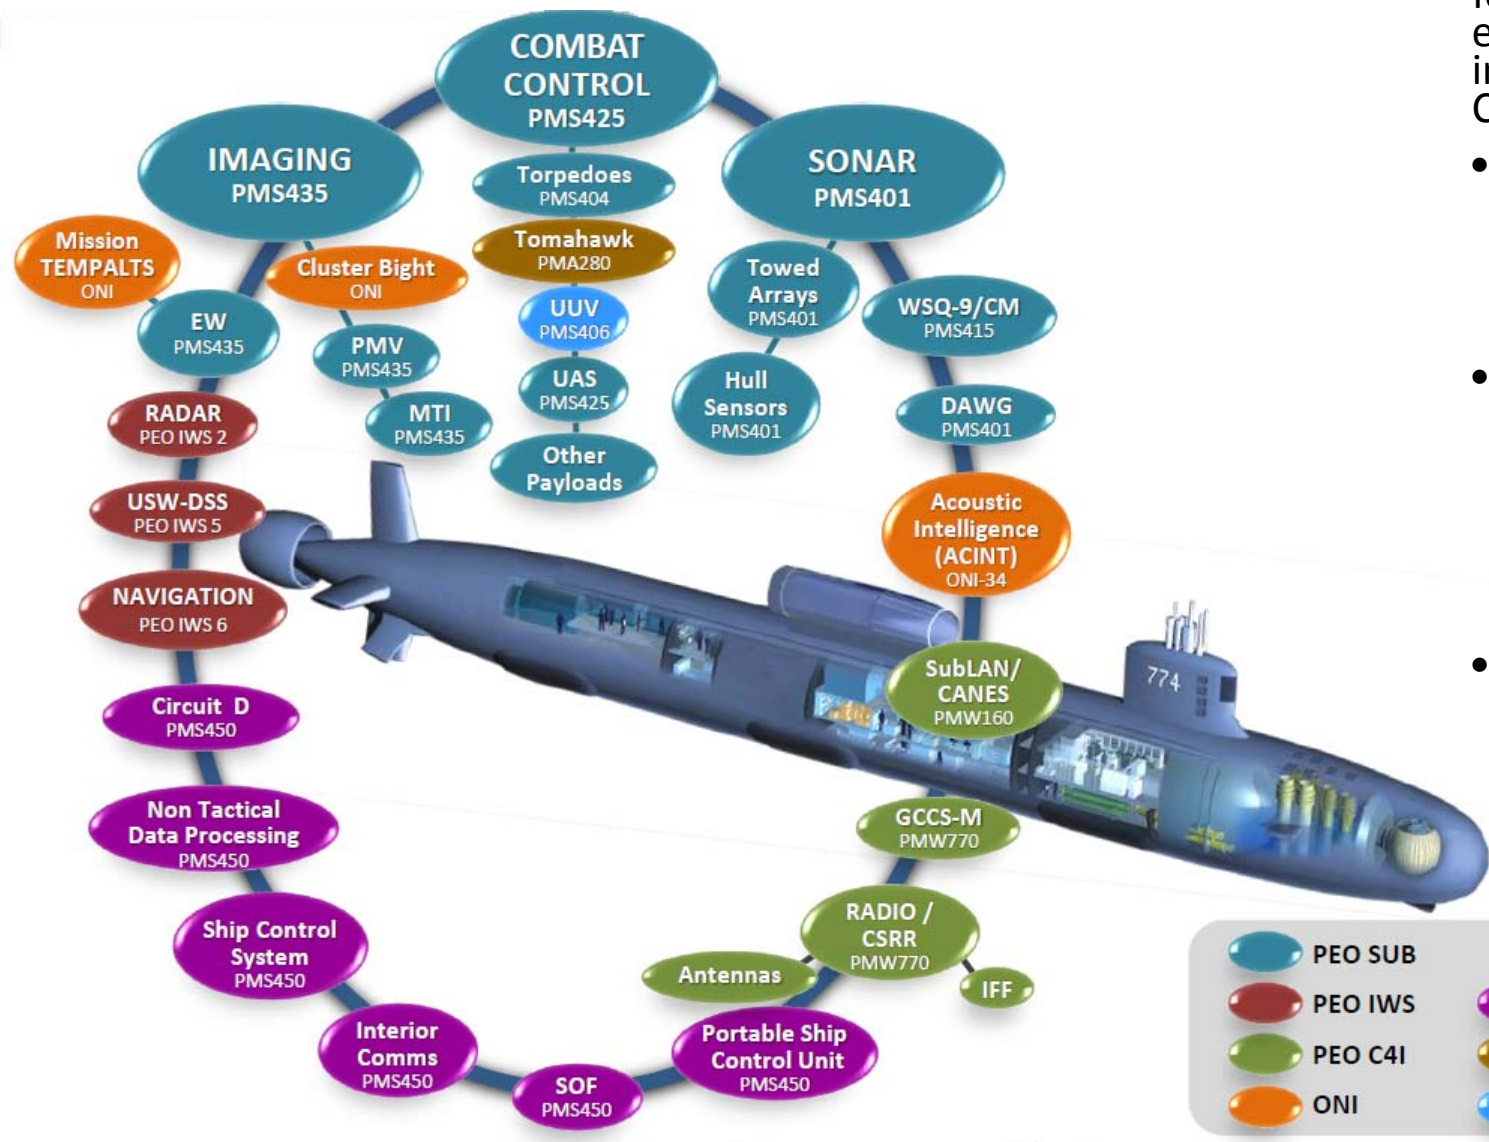 COMBAT
CONTROL
PMS425
IMAGING
PMS435
SONAR
PMS401
Torpedoes
PMS404
Tomahawk
PMA280
UUV
PMS406
UAS
PMS425
Other
Payloads
Mission
TEMPALTS
ONI
Cluster Bight
ONI
EW
PMS435
PMV
PMS435
MTI
PMS435
Towed
Arrays
PMS401
Hull
Sensors
PMS401
WSQ-9/CM
PMS415
DAWG
PMS401
RADAR
PEO IWS 2
USW-DSS
PEO IWS 5
NAVIGATION
PEO IWS 6
Acoustic
Intelligence
(ACINT)
ONI-34
SubLAN/
CANES
PMW160
774
Circuit D
PMS450
Non Tactical
Data Processing
PMS450
GCCS-M
PMW770
Ship Control
System
PMS450
RADIO /
CSRR
PMW770
Antennas
IFF
Interior
Comms
PMS450
SOF
PMS450
Portable Ship
Control Unit
PMS450
PEO SUB
PEO IWS
PEO C4I
ONI